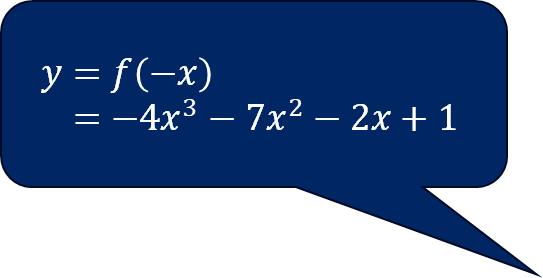 y = f(−x)
= −4x³ − 7x² − 2x + 1